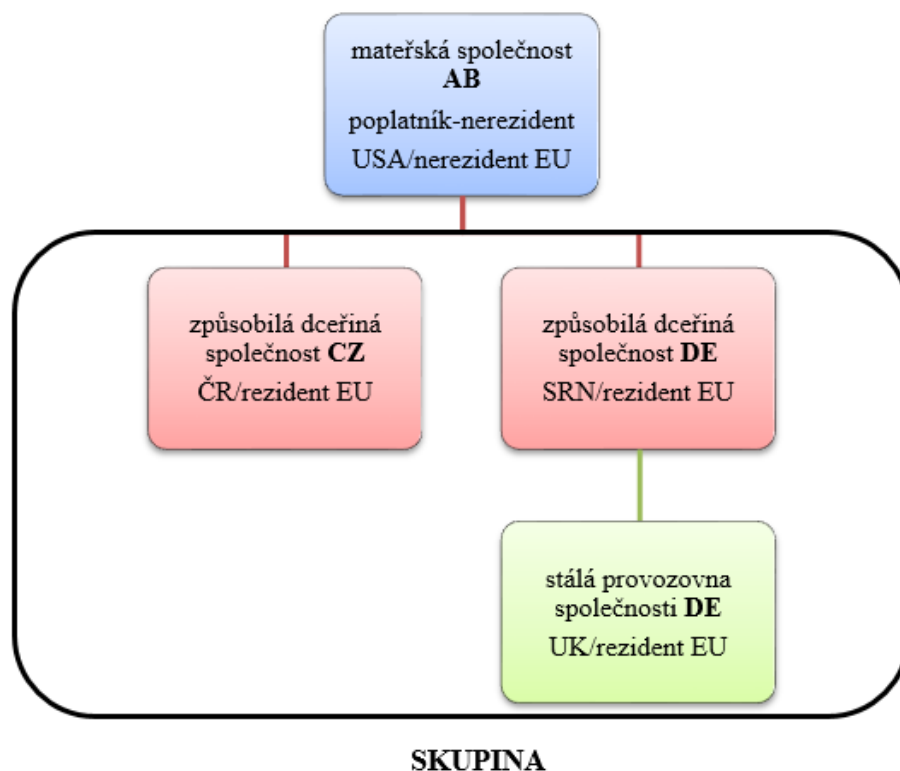 mateřská společnost
AB
poplatník-nerezident
USA/nerezident EU
způsobilá dceřiná
společnost CZ
ČR/rezident EU
způsobilá dceřiná
společnost DE
SRN/rezident EU
stálá provozovna
společnosti DE
UK/rezident EU
SKUPINA